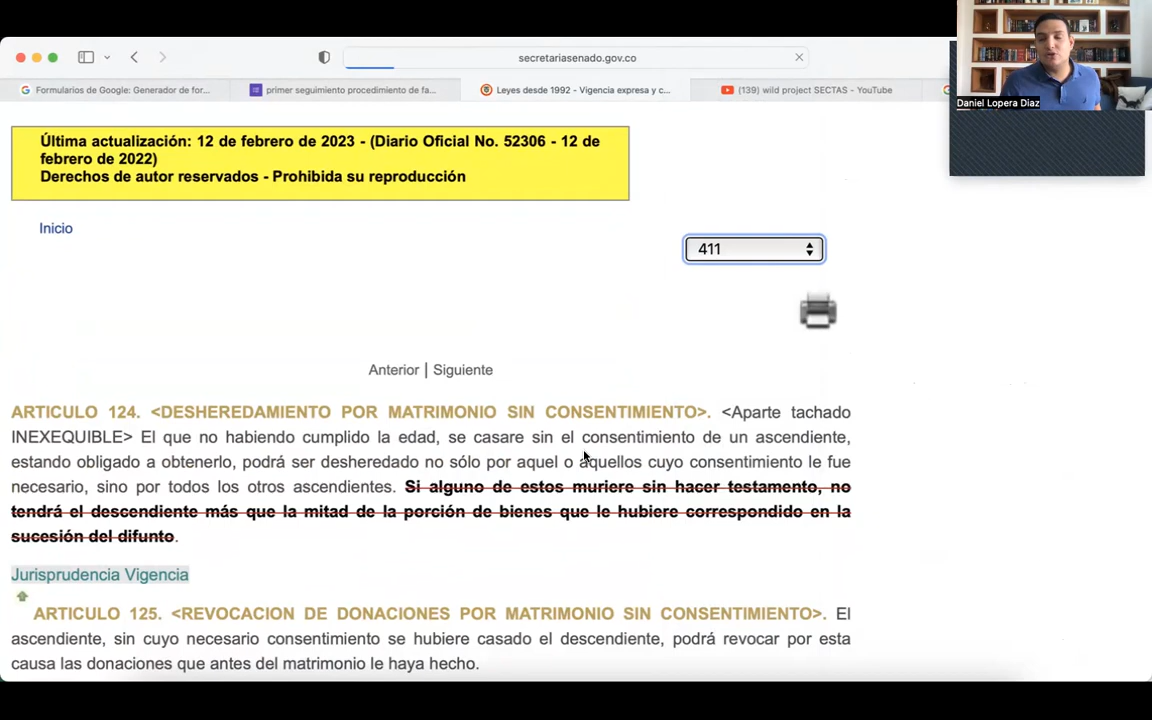 secretariasenado.gov.co
Formularios de Google: Generador de for...
primer seguimiento procedimiento de fa...
Leyes desde 1992 - Vigencia expresa y c...
(139) wild project SECTAS - YouTube
Daniel Lopera Diaz
Última actualización: 12 de febrero de 2023 - (Diario Oficial No. 52306 - 12 de
febrero de 2022)
Derechos de autor reservados - Prohibida su reproducción
Inicio
411
Anterior | Siguiente
ARTICULO 124. <DESHEREDAMIENTO POR MATRIMONIO SIN CONSENTIMIENTO>. <Aparte tachado
INEXEQUIBLE> El que no habiendo cumplido la edad, se casare sin el consentimiento de un ascendiente,
estando obligado a obtenerlo, podrá ser desheredado no sólo por aquel o aquellos cuyo consentimiento le fue
necesario, sino por todos los otros ascendientes. Si alguno de estos muriere sin hacer testamento, no
tendrá el descendiente más que la mitad de la porción de bienes que le hubiere correspondido en la
sucesión del difunto.
Jurisprudencia Vigencia
ARTICULO 125. <REVOCACION DE DONACIONES POR MATRIMONIO SIN CONSENTIMIENTO>. El
ascendiente, sin cuyo necesario consentimiento se hubiere casado el descendiente, podrá revocar por esta
causa las donaciones que antes del matrimonio le haya hecho.